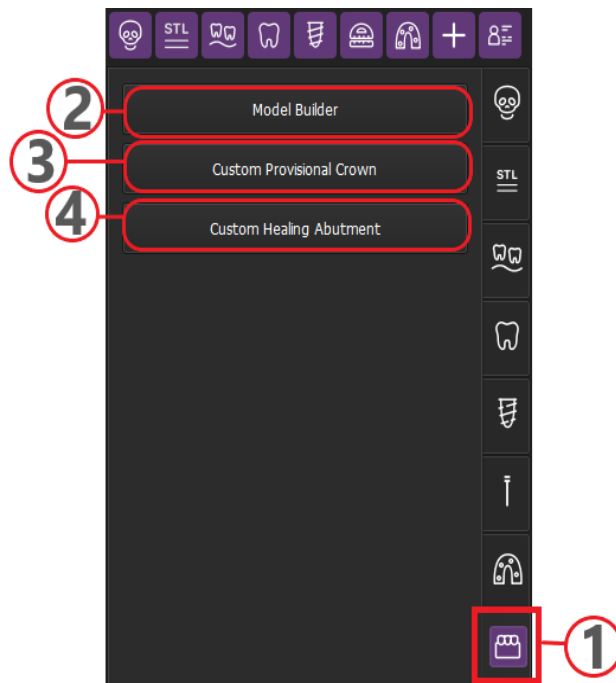 STL
2
Model Builder
3
Custom Provisional Crown
STL
4
Custom Healing Abutment
1